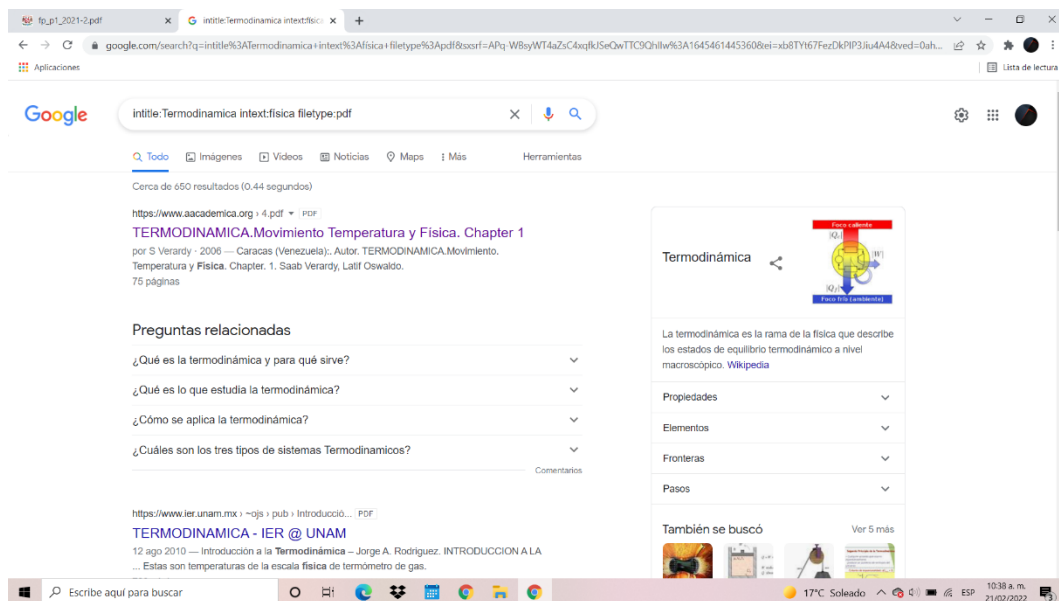 fp_p1_2021-2.pdf
intitle:Termodinamica intext:física
google.com/search?q=intitle%3ATermodinamica+intext%3Afísica+filetype%3Apdf&
Aplicaciones
Lista de lectura
Google
intitle:Termodinamica intext:física filetype:pdf
Todo Imágenes Videos Noticias Maps Más Herramientas
Cerca de 650 resultados (0.44 segundos)
https://www.aacademica.org › 4.pdf PDF
TERMODINAMICA.Movimiento Temperatura y Física. Chapter 1
por S Verardy · 2006 — Caracas (Venezuela):. Autor. TERMODINAMICA.Movimiento.
Temperatura y Física. Chapter. 1. Saab Verardy, Latif Oswaldo.
75 páginas
Preguntas relacionadas
¿Qué es la termodinámica y para qué sirve?
¿Qué es lo que estudia la termodinámica?
¿Cómo se aplica la termodinámica?
¿Cuáles son los tres tipos de sistemas Termodinamicos?
Comentarios
https://www.ier.unam.mx › ~ojs › pub › Introducció... PDF
TERMODINAMICA - IER @ UNAM
12 ago 2010 — Introducción a la Termodinámica – Jorge A. Rodriguez. INTRODUCCION A LA
... Estas son temperaturas de la escala física de termómetro de gas.
Termodinámica
Foco caliente
|Q₁|
|W|
|Q₂|
Foco frío (ambiente)
La termodinámica es la rama de la física que describe
los estados de equilibrio termodinámico a nivel
macroscópico. Wikipedia
Propiedades
Elementos
Fronteras
Pasos
También se buscó
Ver 5 más
Escribe aquí para buscar
17°C Soleado
ESP
10:38 a. m.
21/02/2022